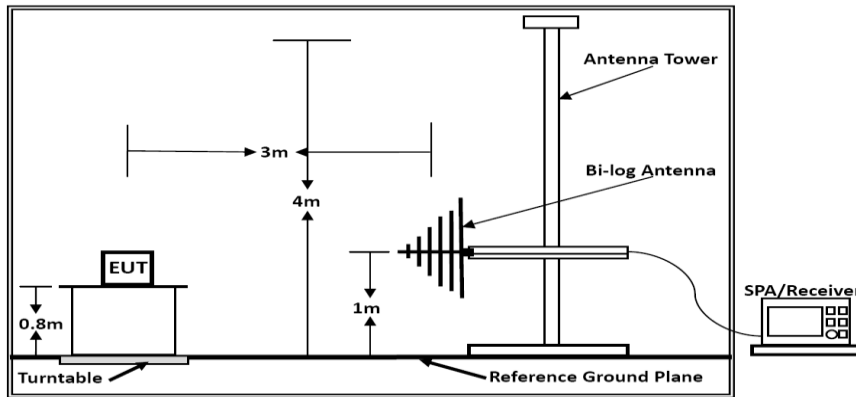 Antenna Tower
3m
Bi-log Antenna
4m
EUT
SPA/Receiver
1m
0.8m
Turntable
Reference Ground Plane